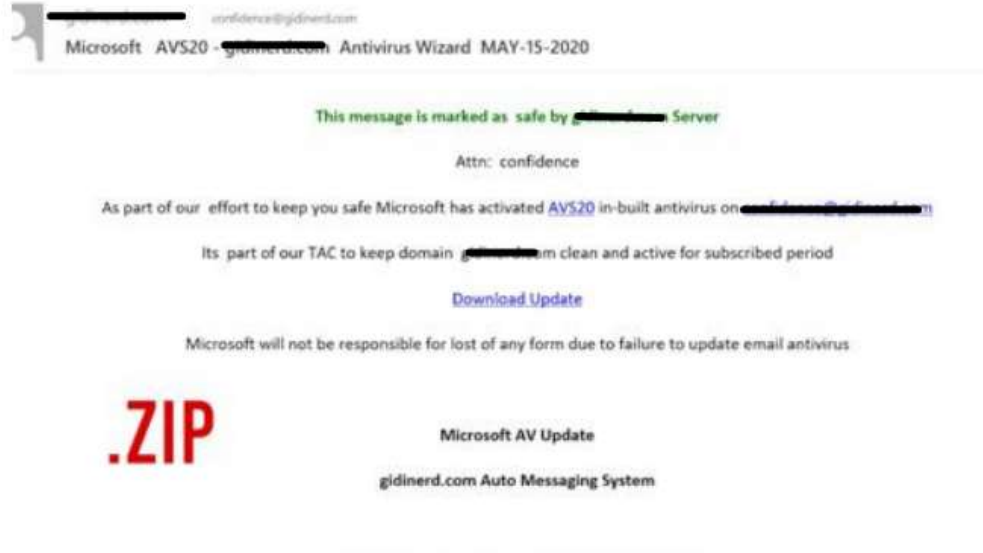 confidence@gidinerd.com
Microsoft AVS20 - Antivirus Wizard MAY-15-2020
This message is marked as safe by Server
Attn: confidence
As part of our effort to keep you safe Microsoft has activated AVS20 in-built antivirus on
Its part of our TAC to keep domain clean and active for subscribed period
Download Update
Microsoft will not be responsible for lost of any form due to failure to update email antivirus
.ZIP
Microsoft AV Update
gidinerd.com Auto Messaging System